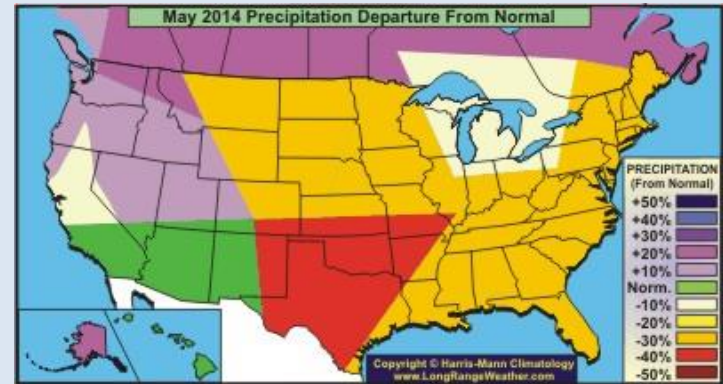 May 2014 Precipitation Departure From Normal
PRECIPITATION
(From Normal)
+50%
+40%
+30%
+20%
+10%
Norm.
-10%
-20%
-30%
-40%
-50%
Copyright © Harris-Mann Climatology
www.LongRangeWeather.com